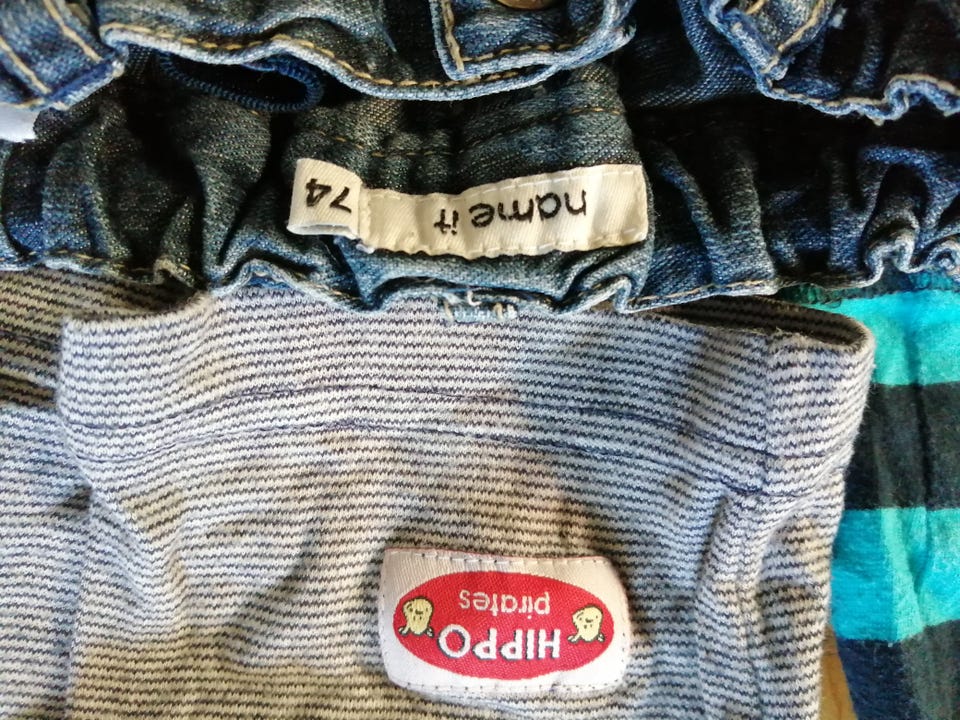 name it
74
HIPPO
pirates